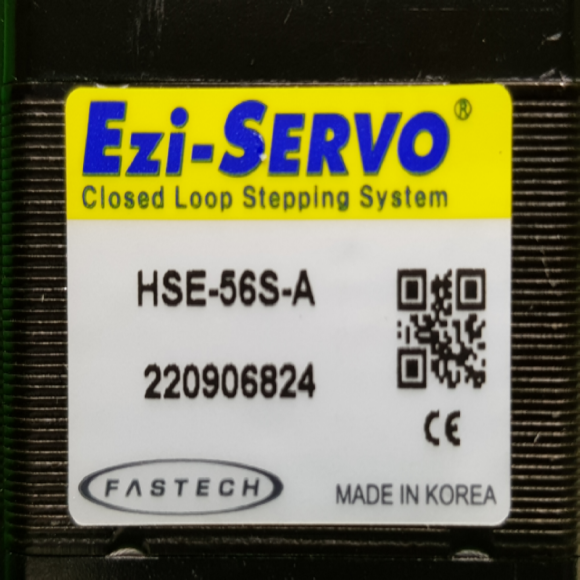 Ezi-SERVO®
Closed Loop Stepping System
HSE-56S-A
220906824
CE
FASTECH
MADE IN KOREA